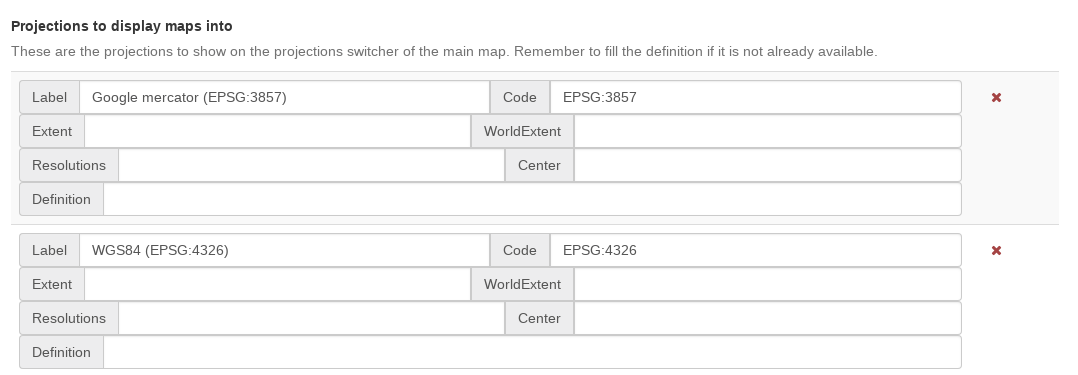 Projections to display maps into
These are the projections to show on the projections switcher of the main map. Remember to fill the definition if it is not already available.
Label Google mercator (EPSG:3857) Code EPSG:3857
Extent WorldExtent
Resolutions Center
Definition
Label WGS84 (EPSG:4326) Code EPSG:4326
Extent WorldExtent
Resolutions Center
Definition